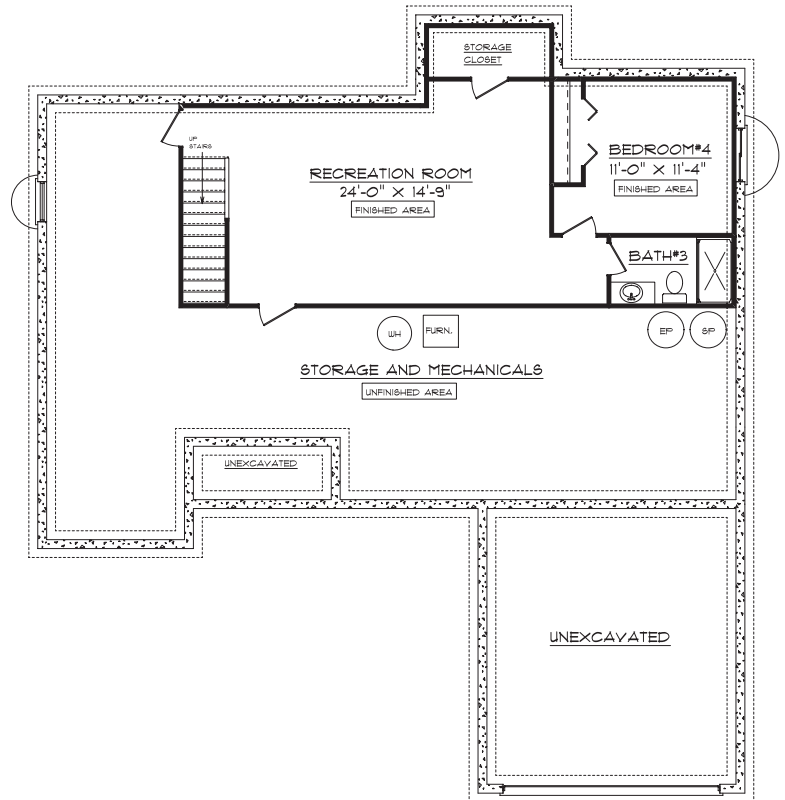 STORAGE
CLOSET
UP
STAIRS
BEDROOM#4
11'-0" X 11'-4"
FINISHED AREA
RECREATION ROOM
24'-0" X 14'-9"
FINISHED AREA
BATH#3
WH
FURN.
EP
SP
STORAGE AND MECHANICALS
UNFINISHED AREA
UNEXCAVATED
UNEXCAVATED